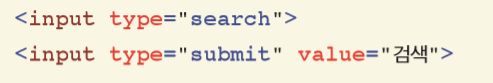 <input type="search">
<input type="submit" value="검색">